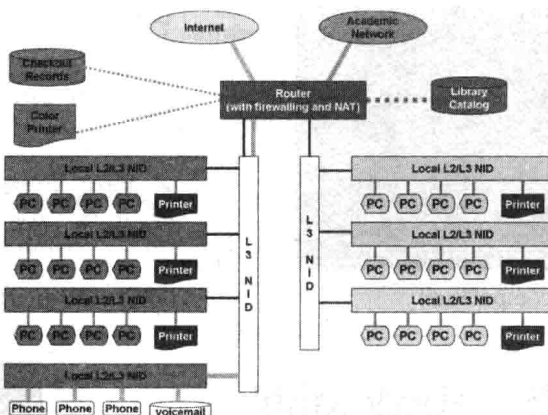 Internet
Academic
Network
Checkout
Records
Router
(with firewalling and NAT)
Library
Catalog
Color
Printer
Local L2/L3 NID
PC PC PC PC Printer
Local L2/L3 NID
PC PC PC PC Printer
Local L2/L3 NID
PC PC PC PC Printer
Local L2/L3 NID
Phone Phone Phone voicemail
L
3
N
I
D
L
3
N
I
D
Local L2/L3 NID
PC PC PC PC Printer
Local L2/L3 NID
PC PC PC PC Printer
Local L2/L3 NID
PC PC PC PC Printer